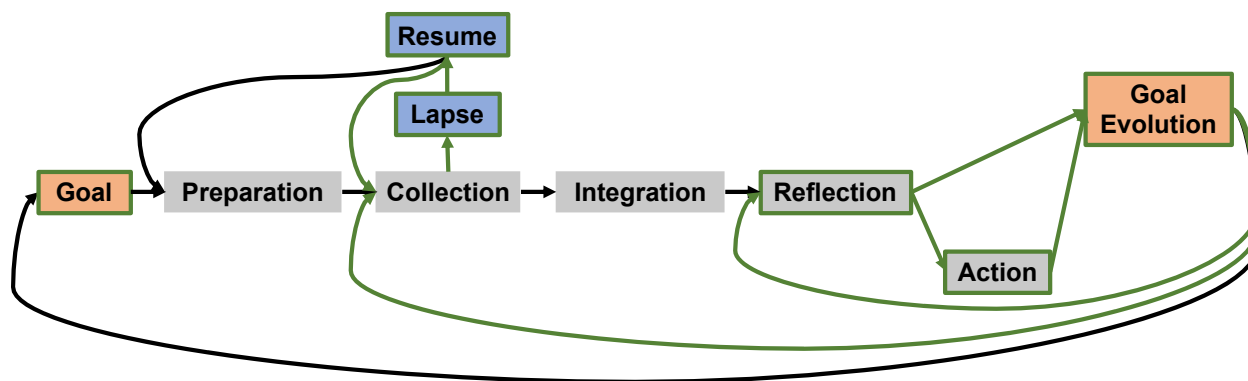 Resume
Lapse
Goal
Evolution
Goal
Preparation
Collection
Integration
Reflection
Action